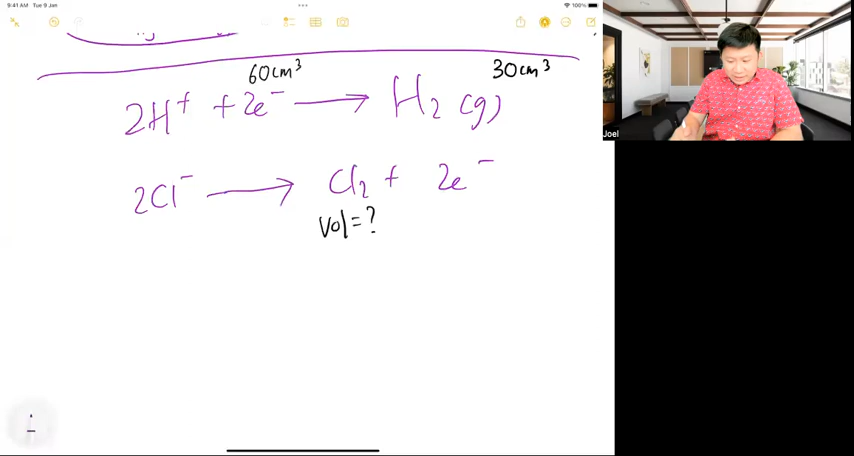 9:41 AM Tue 9 Jan
100%
60cm³ 30cm³
2H⁺ + 2e⁻ → H₂ (g)
2Cl⁻ → Cl₂ + 2e⁻
Vol = ?
Joel